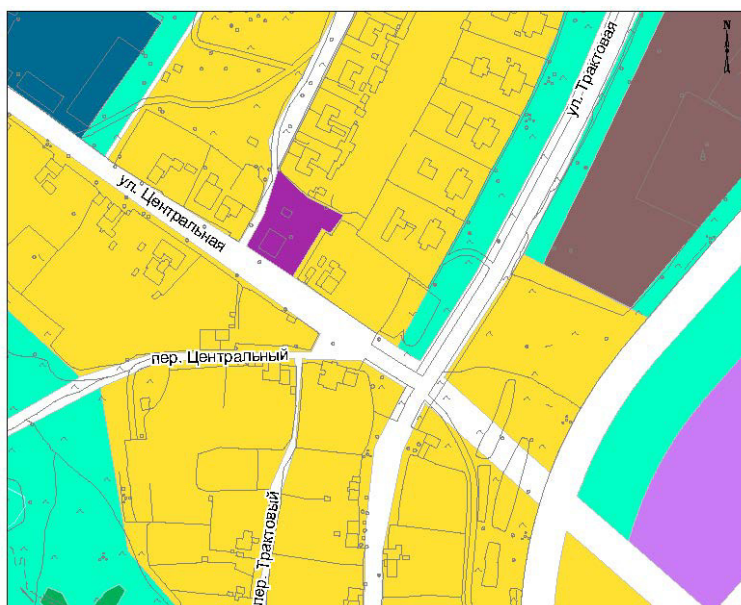 N
ул. Трактовая
ул. Центральная
пер. Центральный
пер. Трактовый